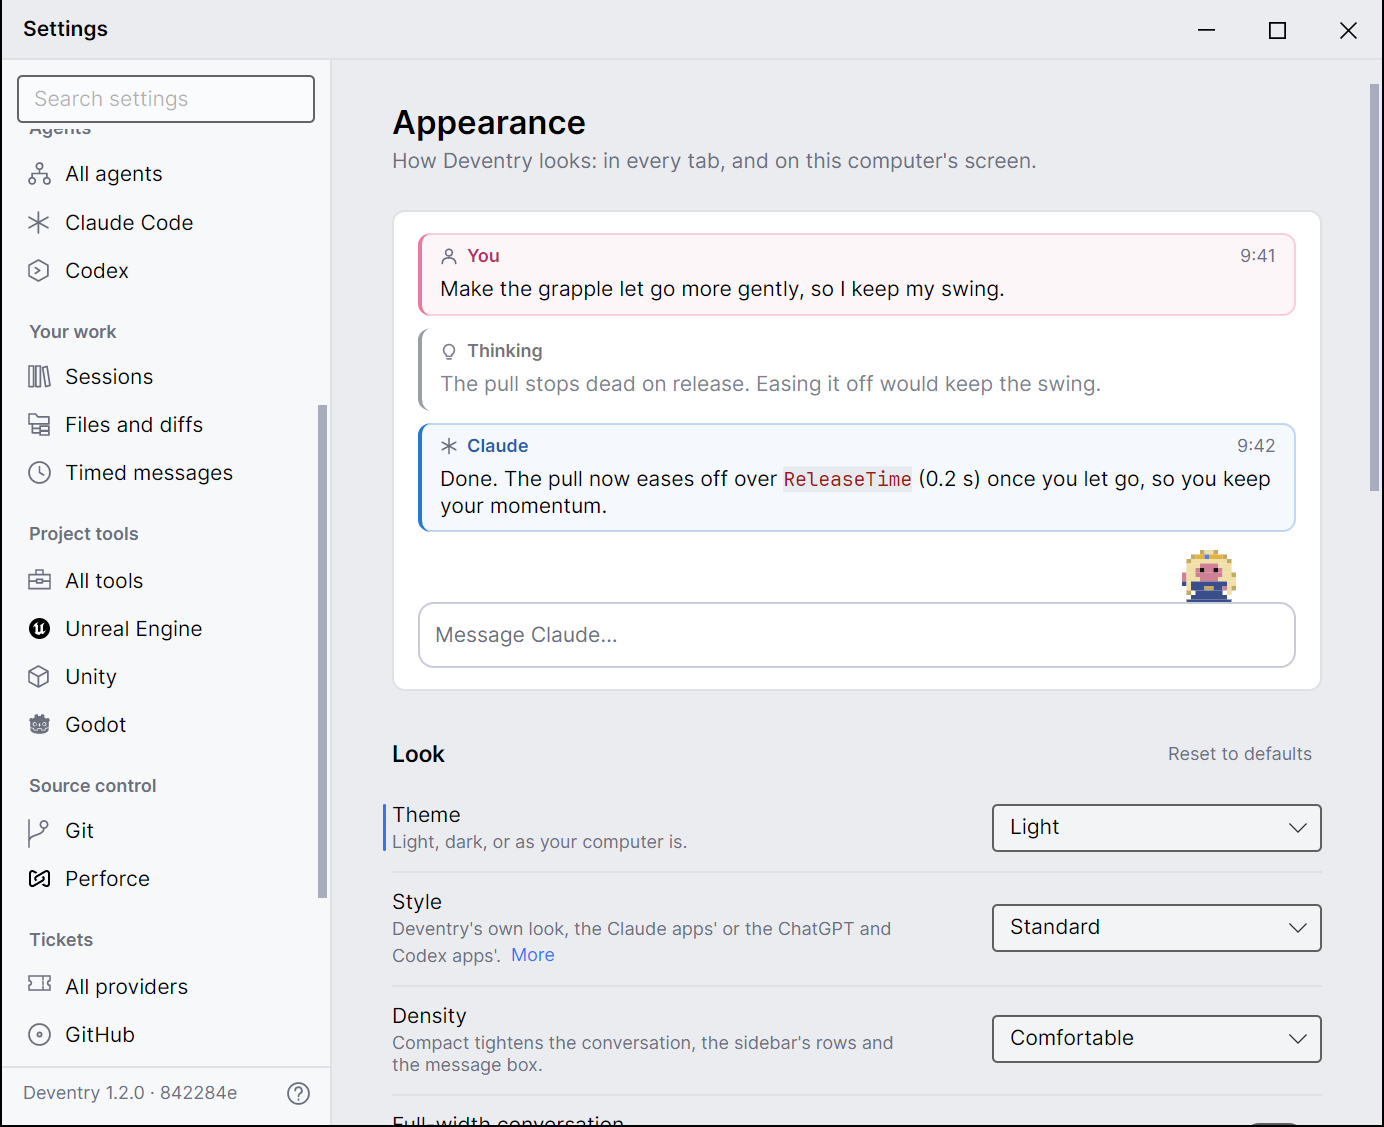 Settings
Search settings
Agents
All agents
Claude Code
Codex
Your work
Sessions
Files and diffs
Timed messages
Project tools
All tools
Unreal Engine
Unity
Godot
Source control
Git
Perforce
Tickets
All providers
GitHub
Deventry 1.2.0 · 842284e
Appearance
How Deventry looks: in every tab, and on this computer's screen.
You 9:41
Make the grapple let go more gently, so I keep my swing.
Thinking
The pull stops dead on release. Easing it off would keep the swing.
Claude 9:42
Done. The pull now eases off over ReleaseTime (0.2 s) once you let go, so you keep
your momentum.
Message Claude...
Look Reset to defaults
Theme
Light, dark, or as your computer is.
Light
Style
Deventry's own look, the Claude apps' or the ChatGPT and
Codex apps'. More
Standard
Density
Compact tightens the conversation, the sidebar's rows and
the message box.
Comfortable
Full-width conversation